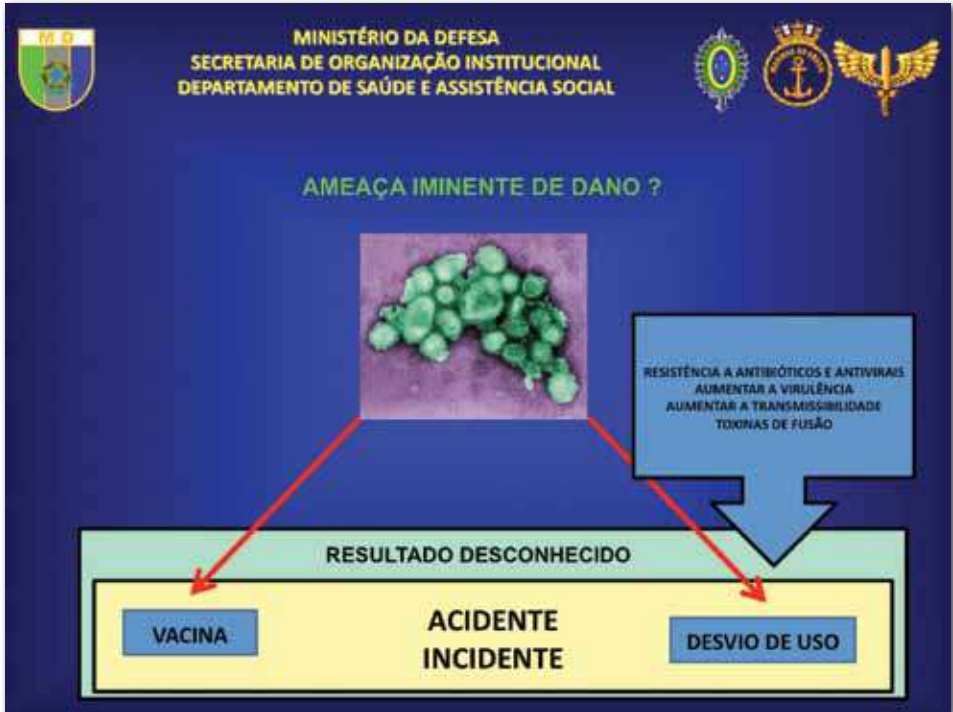 MD
MINISTÉRIO DA DEFESA
SECRETARIA DE ORGANIZAÇÃO INSTITUCIONAL
DEPARTAMENTO DE SAÚDE E ASSISTÊNCIA SOCIAL
AMEAÇA IMINENTE DE DANO ?
RESISTÊNCIA A ANTIBIÓTICOS E ANTIVIRAIS
AUMENTAR A VIRULÊNCIA
AUMENTAR A TRANSMISSIBILIDADE
TOXINAS DE FUSÃO
RESULTADO DESCONHECIDO
VACINA
ACIDENTE
INCIDENTE
DESVIO DE USO